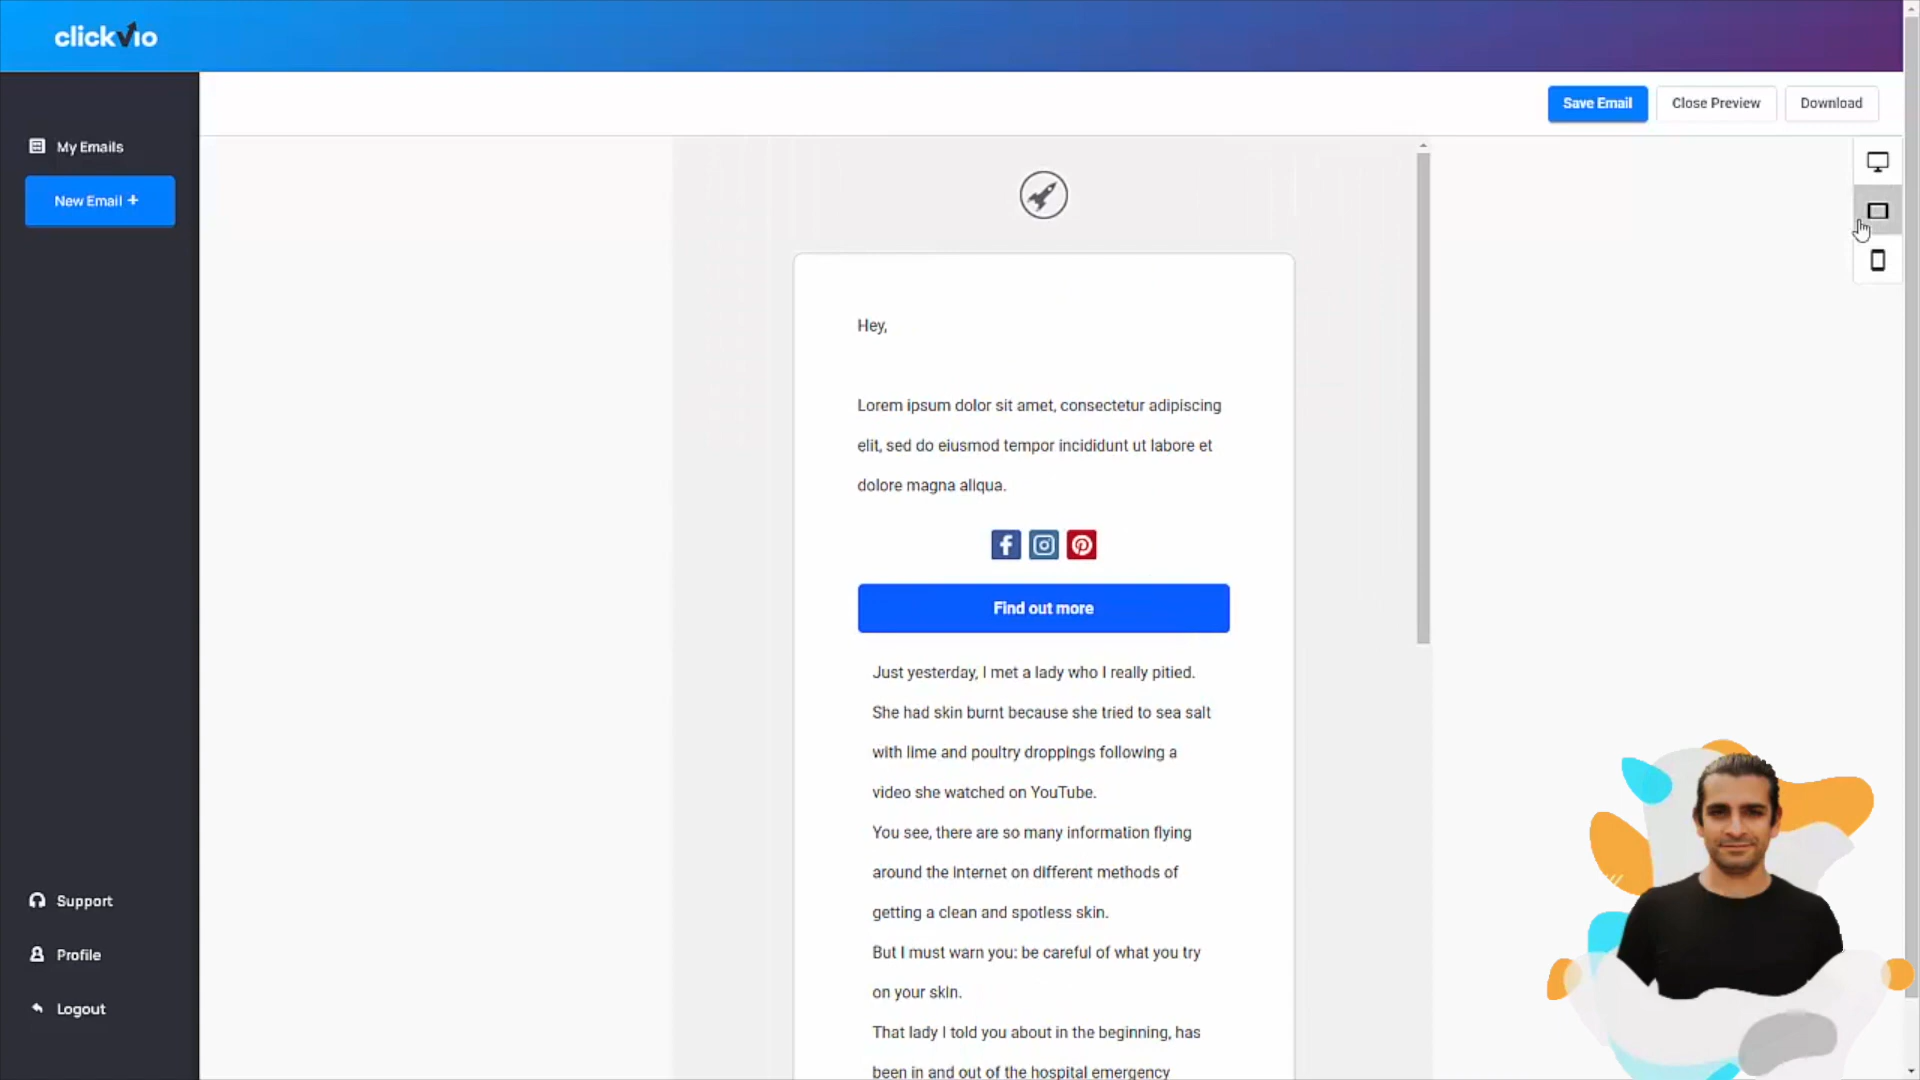 clickvio
Save Email
Close Preview
Download
My Emails
New Email +
Hey,
Lorem ipsum dolor sit amet, consectetur adipiscing
elit, sed do eiusmod tempor incididunt ut labore et
dolore magna aliqua.
Find out more
Just yesterday, I met a lady who I really pitied.
She had skin burnt because she tried to sea salt
with lime and poultry droppings following a
video she watched on YouTube.
You see, there are so many information flying
around the internet on different methods of
getting a clean and spotless skin.
But I must warn you: be careful of what you try
on your skin.
That lady I told you about in the beginning, has
been in and out of the hospital emergency
Support
Profile
Logout